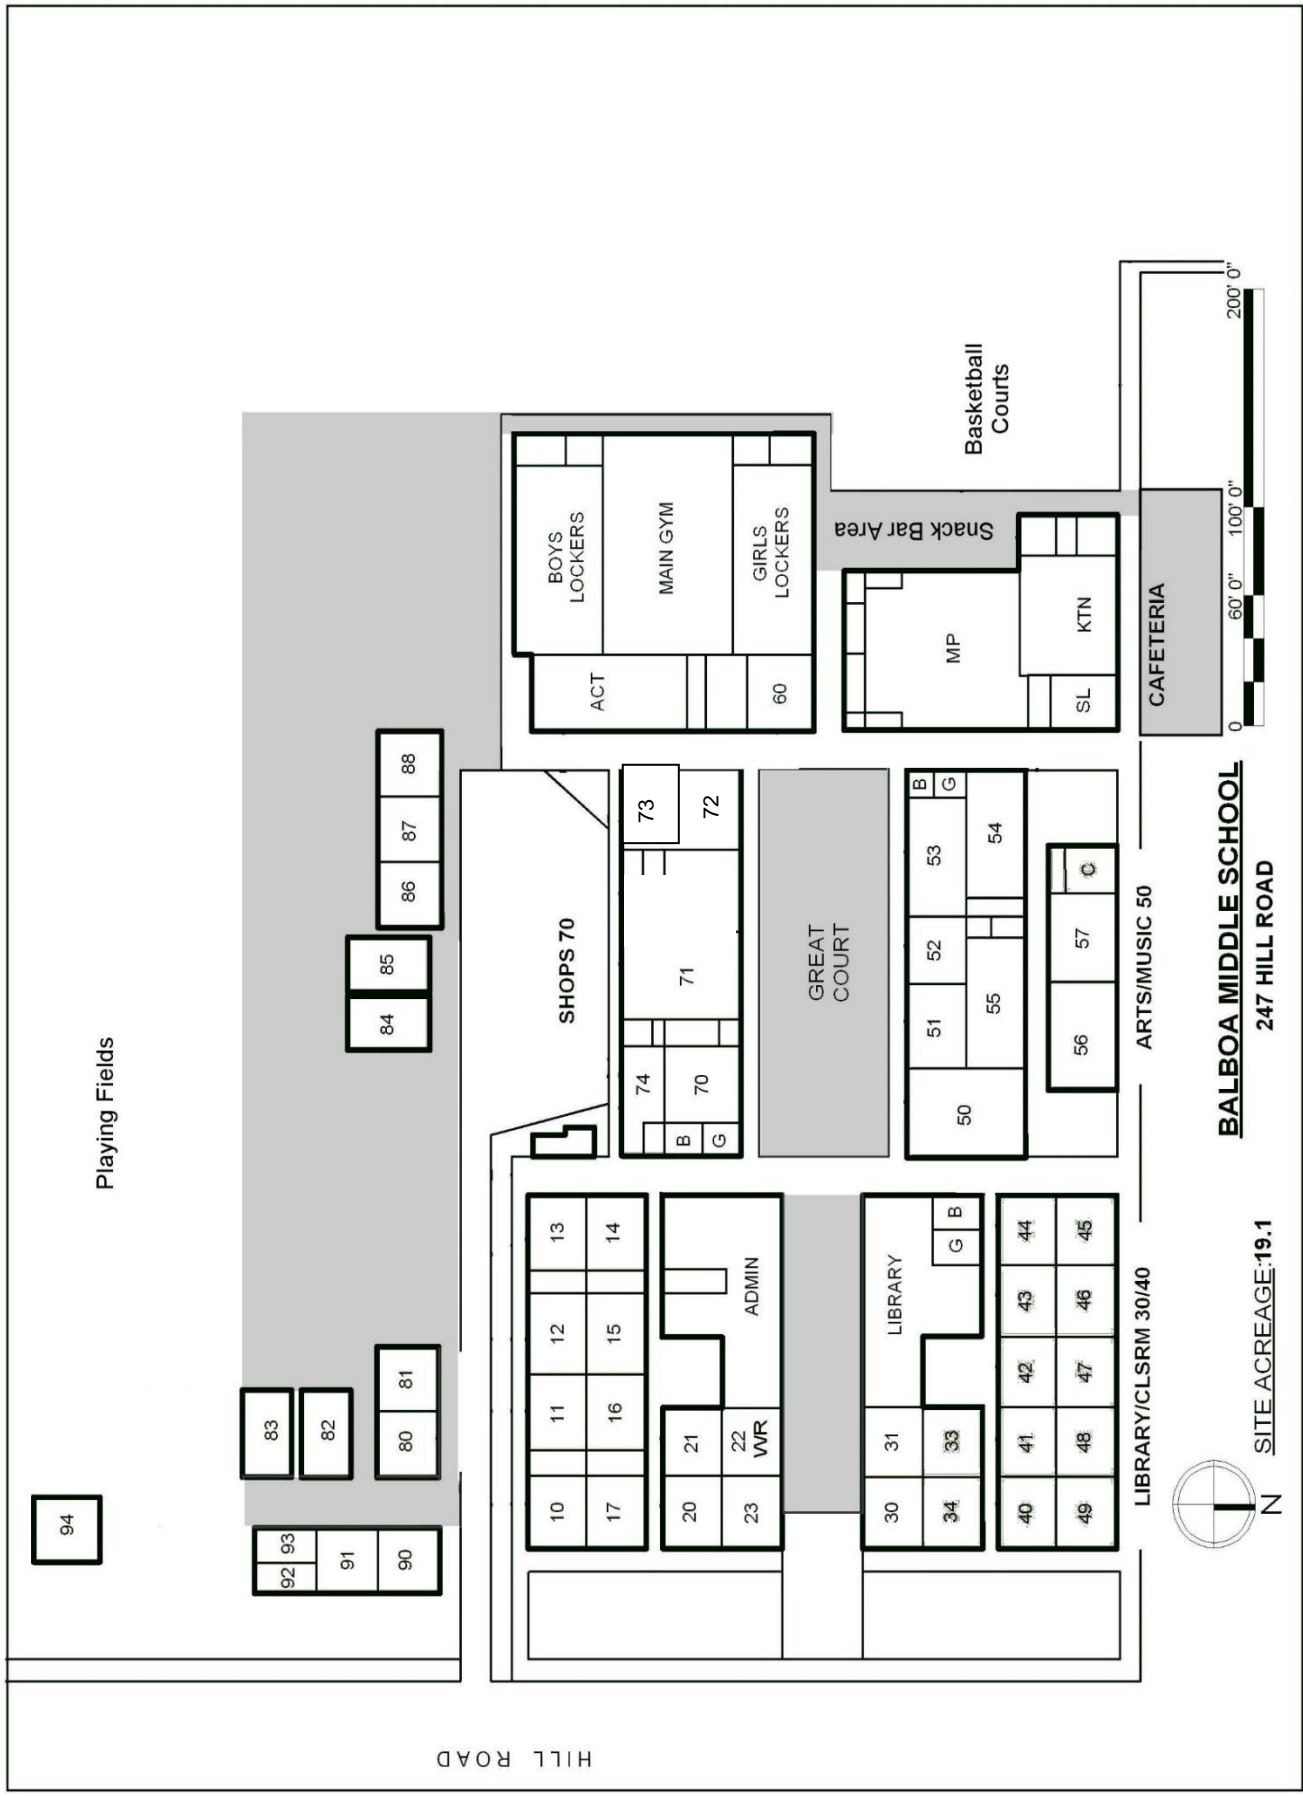 Playing Fields
94
83
82
80
81
93
92
91
90
84
85
86
87
88
SHOPS 70
BOYS
LOCKERS
MAIN GYM
GIRLS
LOCKERS
ACT
60
Snack Bar Area
Basketball
Courts
MP
KTN
SL
CAFETERIA
73
72
71
74
70
B
G
GREAT
COURT
B
G
53
54
52
51
55
50
C
57
56
ARTS/MUSIC 50
13
14
12
15
11
16
10
17
ADMIN
21
22
WR
20
23
LIBRARY
B
G
31
33
30
34
44
45
43
46
42
47
41
48
40
49
LIBRARY/CLSRM 30/40
HILL ROAD
0
60' 0"
100' 0"
200' 0"
BALBOA MIDDLE SCHOOL
247 HILL ROAD
SITE ACREAGE:19.1
N